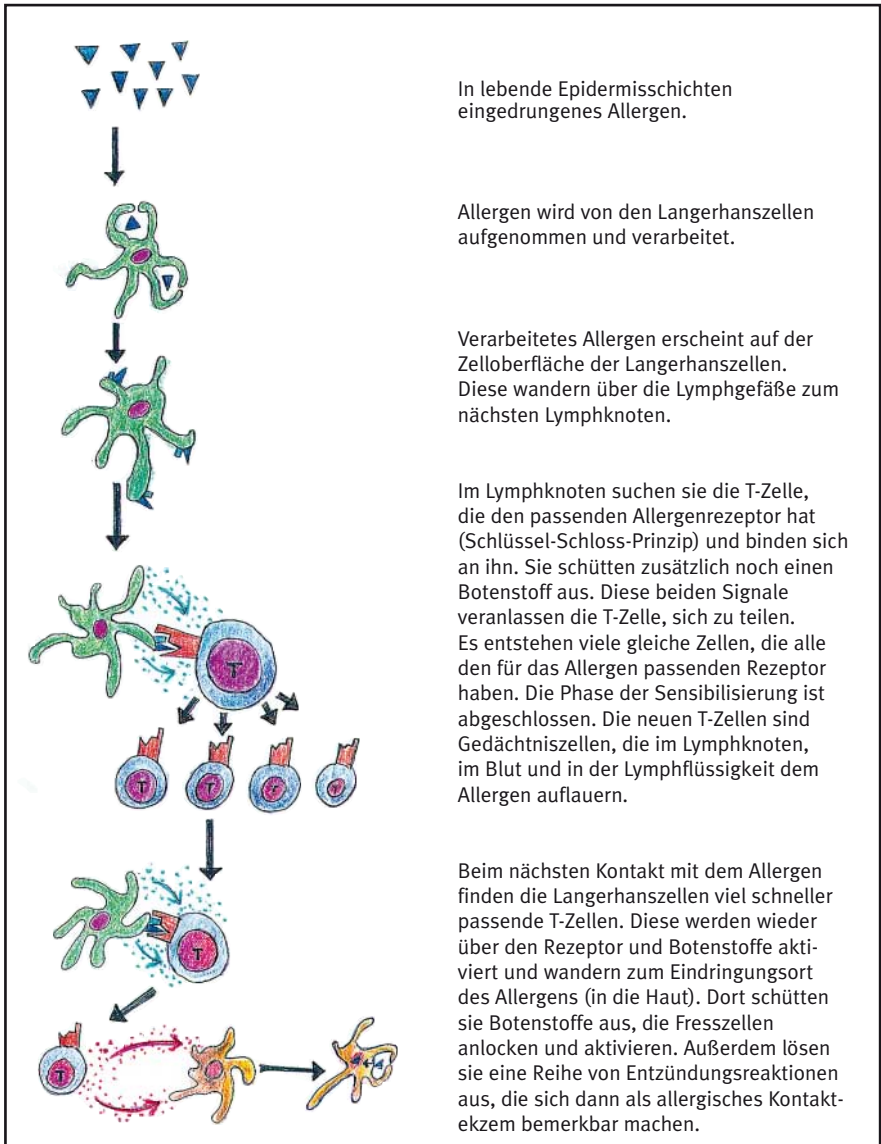 In lebende Epidermisschichten
eingedrungenes Allergen.
Allergen wird von den Langerhanszellen
aufgenommen und verarbeitet.
Verarbeitetes Allergen erscheint auf der
Zelloberfläche der Langerhanszellen.
Diese wandern über die Lymphgefäße zum
nächsten Lymphknoten.
Im Lymphknoten suchen sie die T-Zelle,
die den passenden Allergenrezeptor hat
(Schlüssel-Schloss-Prinzip) und binden sich
an ihn. Sie schütten zusätzlich noch einen
Botenstoff aus. Diese beiden Signale
veranlassen die T-Zelle, sich zu teilen.
Es entstehen viele gleiche Zellen, die alle
den für das Allergen passenden Rezeptor
haben. Die Phase der Sensibilisierung ist
abgeschlossen. Die neuen T-Zellen sind
Gedächtniszellen, die im Lymphknoten,
im Blut und in der Lymphflüssigkeit dem
Allergen auflauern.
T
T T
Beim nächsten Kontakt mit dem Allergen
finden die Langerhanszellen viel schneller
passende T-Zellen. Diese werden wieder
über den Rezeptor und Botenstoffe akti-
viert und wandern zum Eindringungsort
des Allergens (in die Haut). Dort schütten
sie Botenstoffe aus, die Fresszellen
anlocken und aktivieren. Außerdem lösen
sie eine Reihe von Entzündungsreaktionen
aus, die sich dann als allergisches Kontakt-
ekzem bemerkbar machen.
T
T